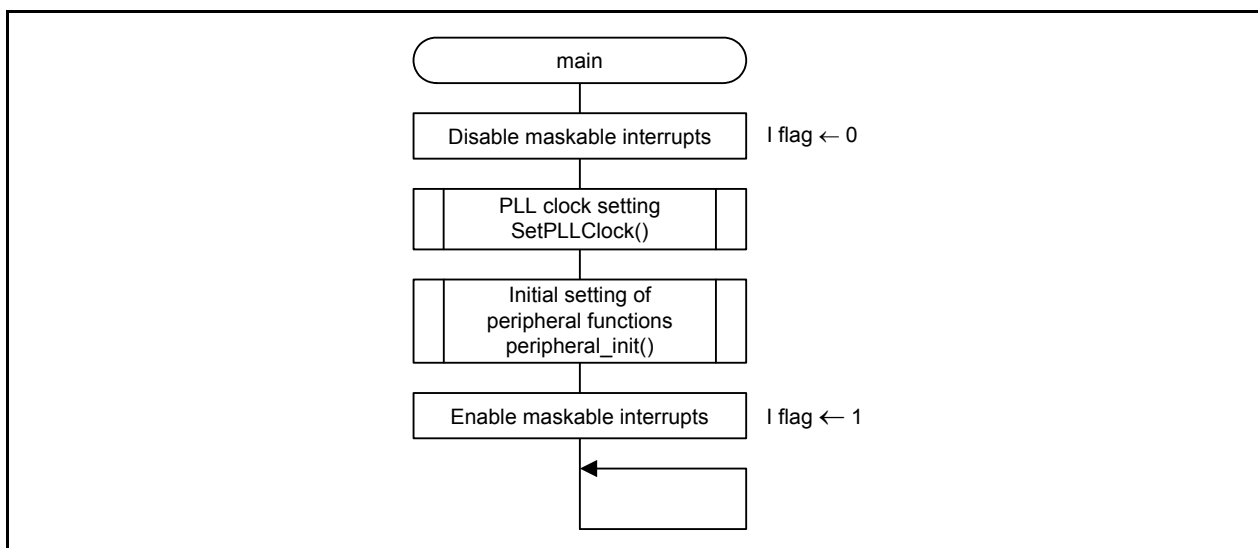 main
Disable maskable interrupts
I flag ← 0
PLL clock setting
SetPLLClock()
Initial setting of
peripheral functions
peripheral_init()
Enable maskable interrupts
I flag ← 1